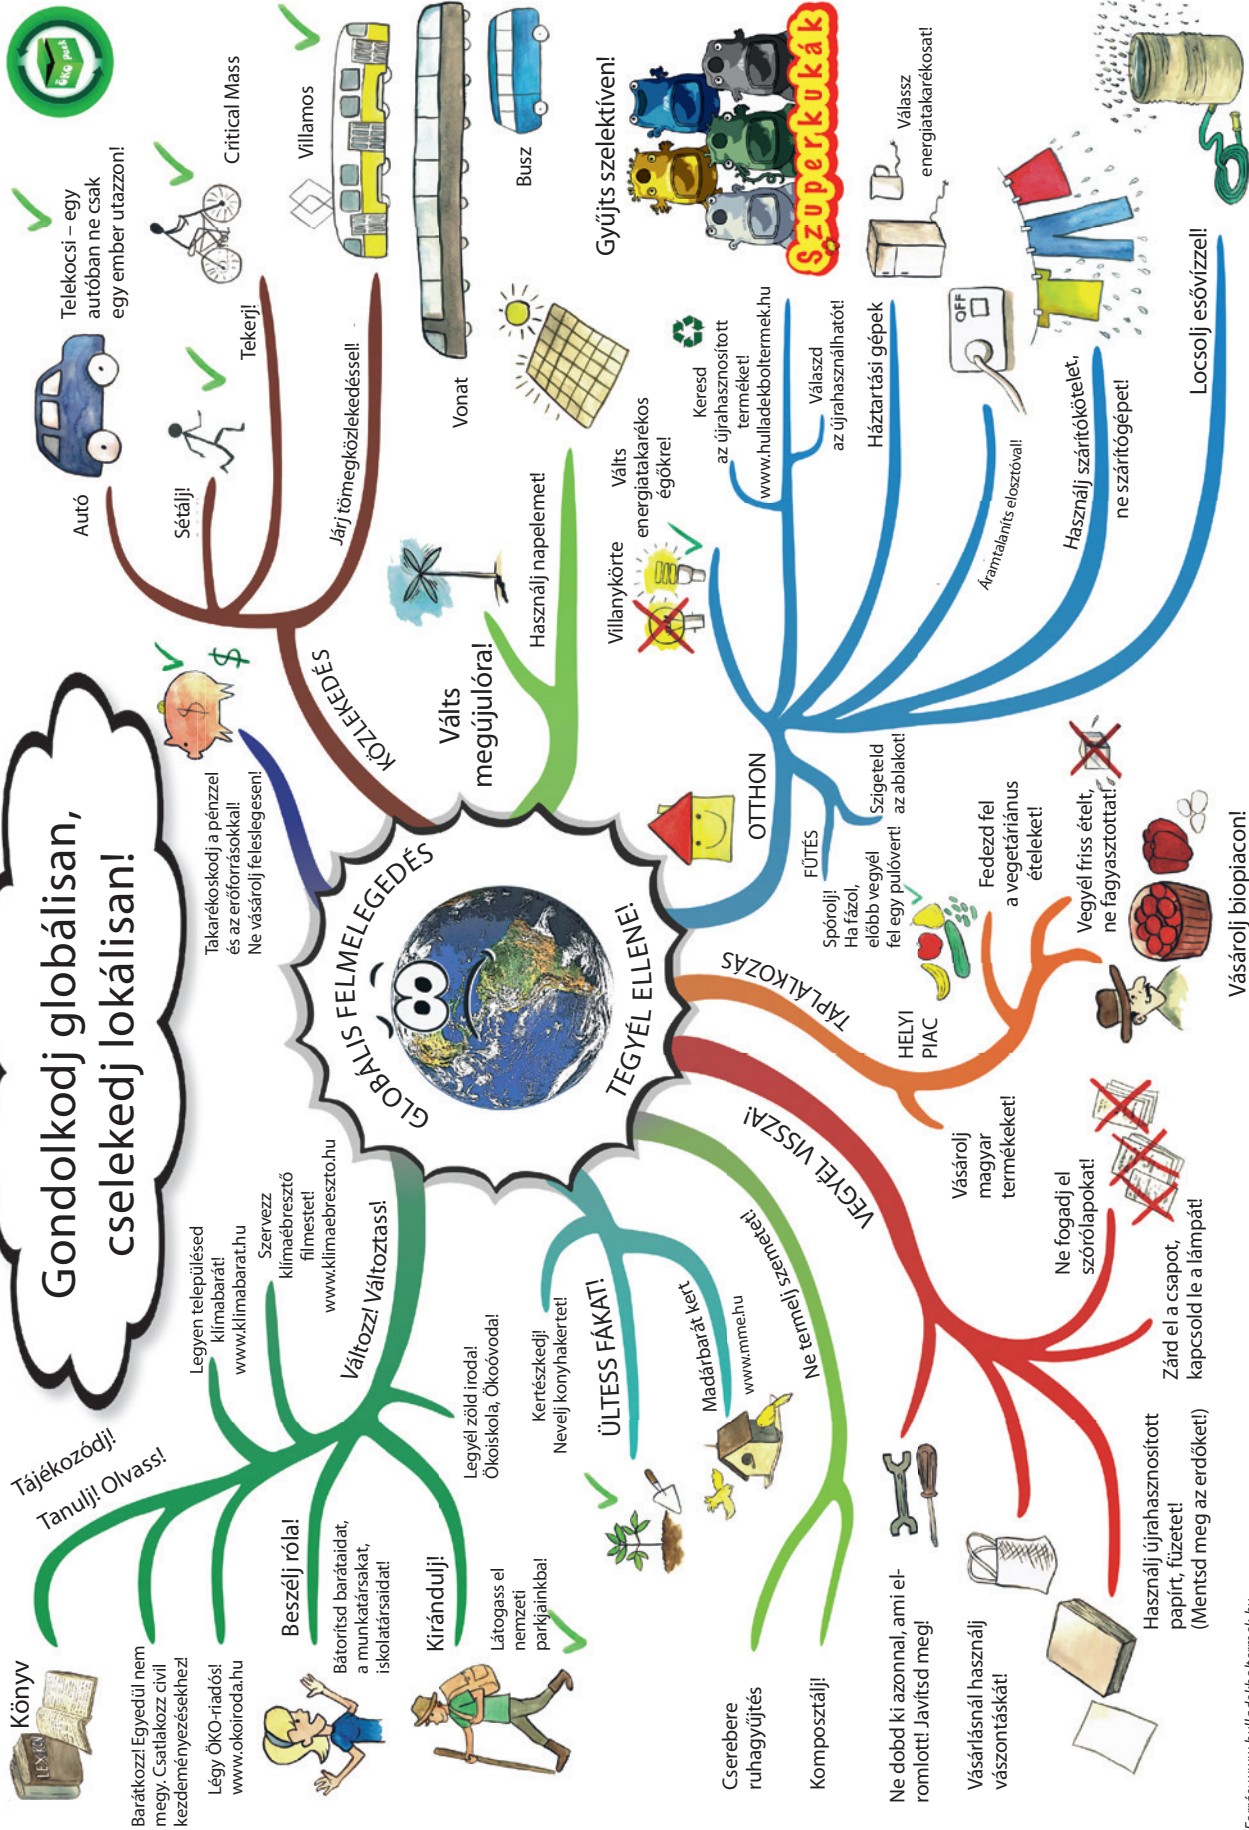 Gondolkodj globálisan,
cselekedj lokálisan!
ÖKO PACK
GLOBÁLIS FELMELEGEDÉS
TEGYÉL ELLENE!
Takarékoskodj a pénzzel
és az erőforrásokkal!
Ne vásárolj feleslegesen!
KÖZLEKEDÉS
Autó
Telekocsi – egy
autóban ne csak
egy ember utazzon!
Sétálj!
Tekerj!
Critical Mass
Járj tömegközlekedéssel!
Villamos
Vonat
Busz
Válts
megújulóra!
Használj napelemet!
OTTHON
Villanykörte
Válts
energiatakarékos
égőkre!
Keresd
az újrahasznosított
terméket!
www.hulladekboltermek.hu
Válaszd
az újrahasználhatót!
Gyűjts szelektíven!
Szuperkukák
Háztartási gépek
Válassz
energiatakarékosat!
Áramtalaníts elosztóval!
OFF
Használj szárítókötelet,
ne szárítógépet!
Locsolj esővízzel!
FŰTÉS
Szigeteld
az ablakot!
Spórolj!
Ha fázol,
előbb vegyél
fel egy pulóvert!
TÁPLÁLKOZÁS
Fedezd fel
a vegetáriánus
ételeket!
Vegyél friss ételt,
ne fagyasztottat!
HELYI
PIAC
Vásárolj biopiacon!
Vásárolj
magyar
termékeket!
VEGYÉL VISSZA!
Ne fogadj el
szórólapokat!
Zárd el a csapot,
kapcsold le a lámpát!
Használj újrahasznosított
papírt, füzetet!
(Mentsd meg az erdőket!)
Vásárlásnál használj
vászontáskát!
Ne dobd ki azonnal, ami el-
romlott! Javítsd meg!
Ne termelj szemetet!
Komposztálj!
Cserebere
ruhagyűjtés
ÜLTESS FÁKAT!
Kertészkedj!
Nevelj konyhakertet!
Madárbarát kert
www.mme.hu
Változz! Változtass!
Legyen településed
klímabarát!
www.klimabarat.hu
Szervezz
klímaébresztő
filmestet!
www.klimaebreszto.hu
Legyél zöld iroda!
Ökoiskola, Ökoóvoda!
Tájékozódj!
Tanulj! Olvass!
Könyv
LEXIKON
Barátkozz! Egyedül nem
megy. Csatlakozz civil
kezdeményezésekhez!
Légy ÖKO-riadós!
www.okoiroda.hu
Beszélj róla!
Bátorítsd barátaidat,
a munkatársakat,
iskolatársaidat!
Kirándulj!
Látogass el
nemzeti
parkjainkba!